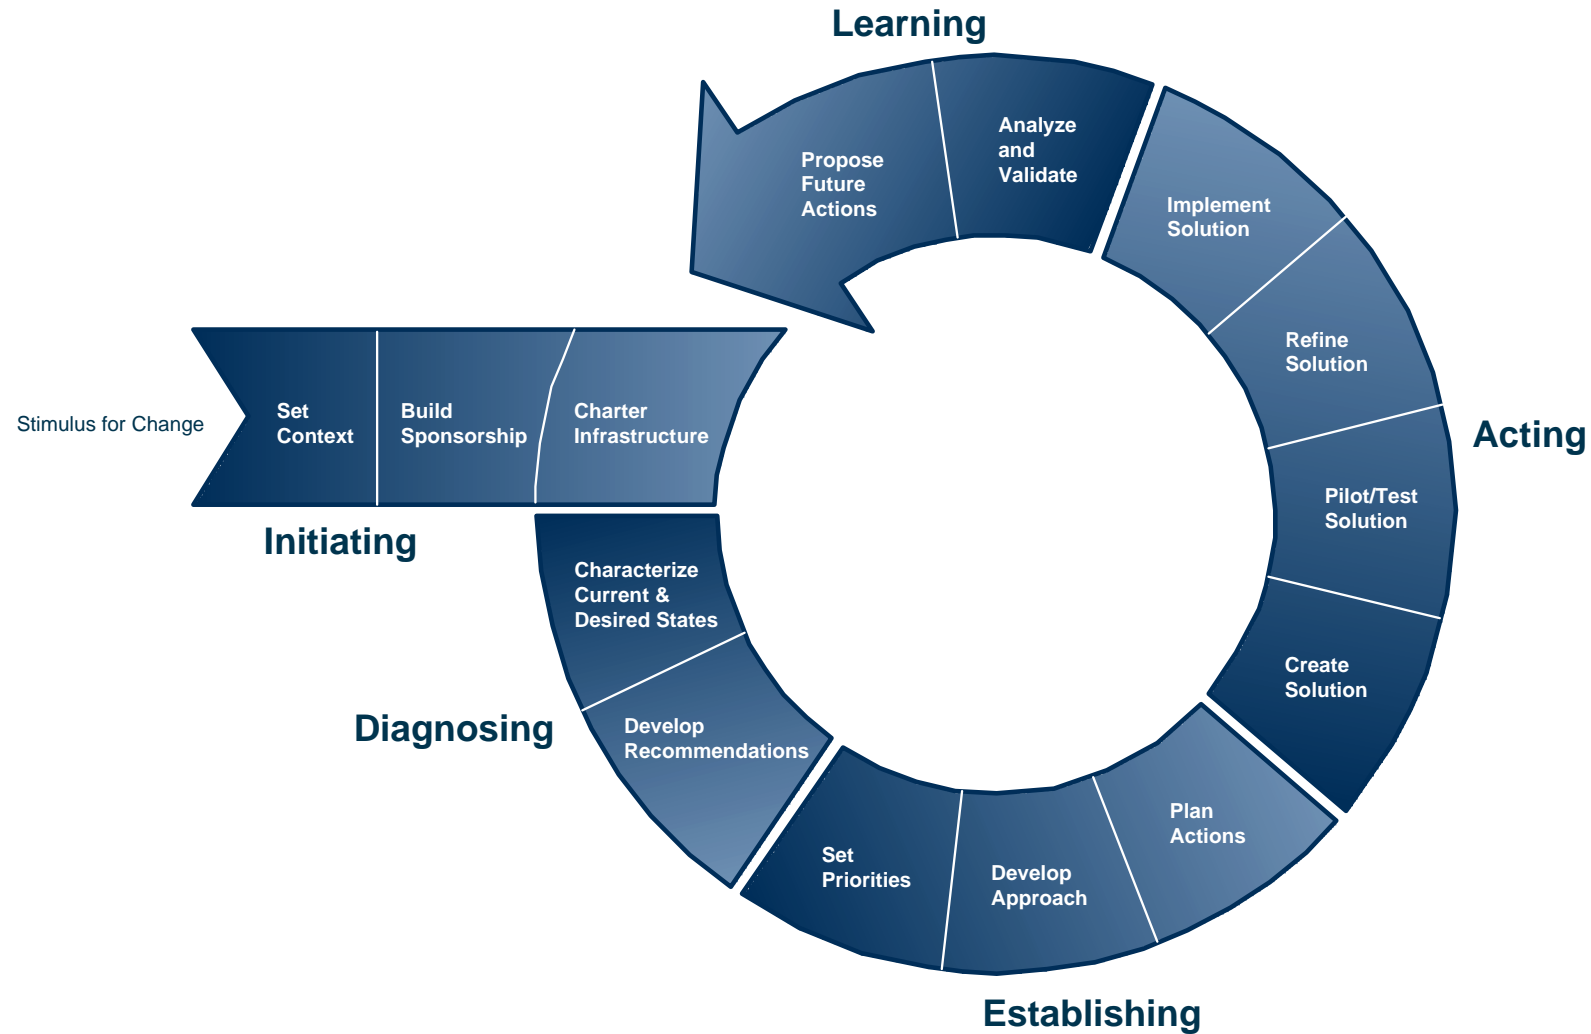 Learning
Analyze
and
Validate
Propose
Future
Actions
Implement
Solution
Refine
Solution
Acting
Pilot/Test
Solution
Create
Solution
Stimulus for Change
Set
Context
Build
Sponsorship
Charter
Infrastructure
Initiating
Characterize
Current &
Desired States
Diagnosing
Develop
Recommendations
Set
Priorities
Develop
Approach
Plan
Actions
Establishing